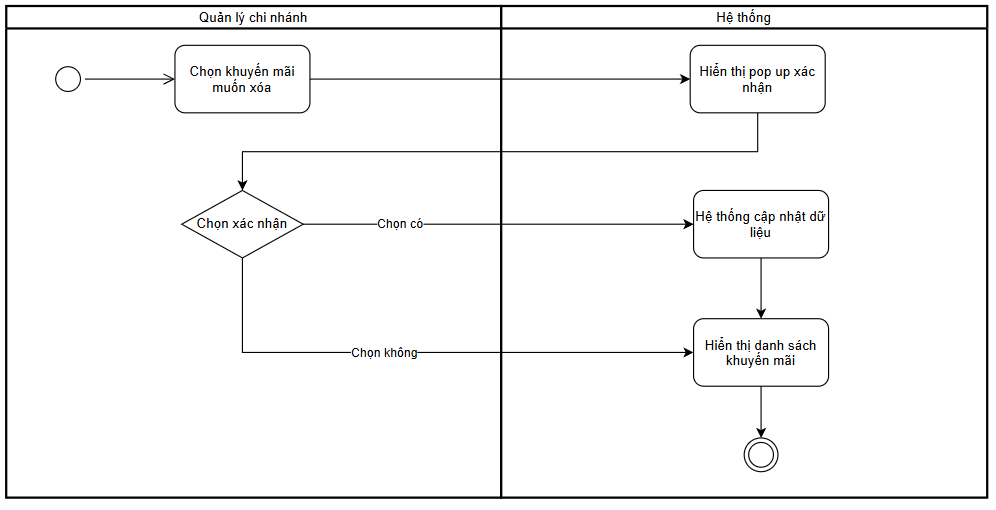 Quản lý chi nhánh
Hệ thống
Chọn khuyến mãi
muốn xóa
Hiển thị pop up xác
nhận
Chọn xác nhận
Chọn có
Hệ thống cập nhật dữ
liệu
Chọn không
Hiển thị danh sách
khuyến mãi